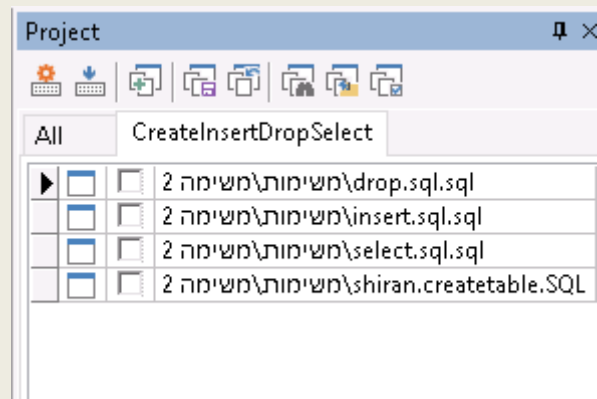 Project
All
CreateInsertDropSelect
משימות\משימה 2\drop.sql.sql
משימות\משימה 2\insert.sql.sql
משימות\משימה 2\select.sql.sql
משימות\משימה 2\shiran.createtable.SQL